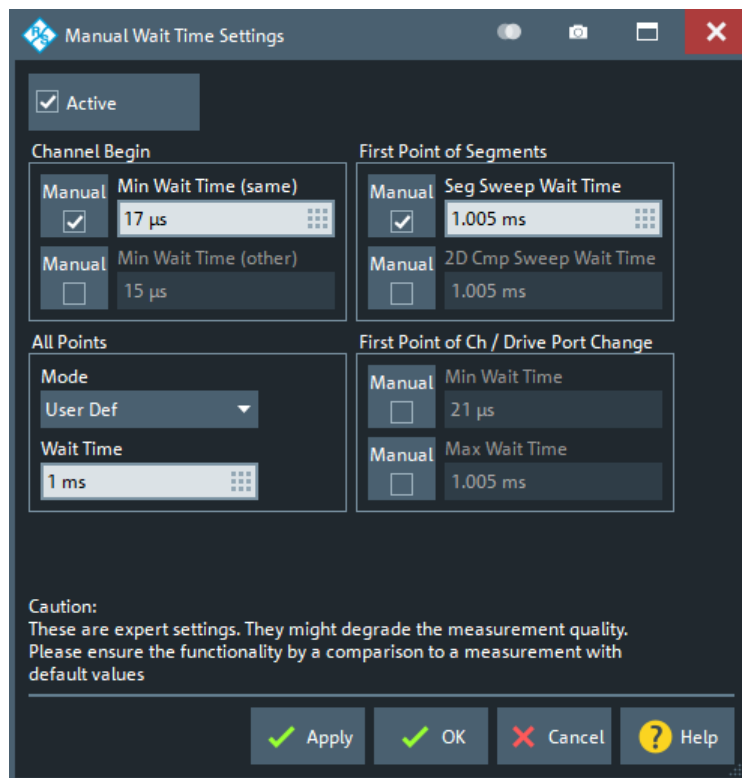 R&S Manual Wait Time Settings
Active
Channel Begin
Manual Min Wait Time (same)
17 µs
Manual Min Wait Time (other)
15 µs
First Point of Segments
Manual Seg Sweep Wait Time
1.005 ms
Manual 2D Cmp Sweep Wait Time
1.005 ms
All Points
Mode
User Def
Wait Time
1 ms
First Point of Ch / Drive Port Change
Manual Min Wait Time
21 µs
Manual Max Wait Time
1.005 ms
Caution:
These are expert settings. They might degrade the measurement quality.
Please ensure the functionality by a comparison to a measurement with
default values
Apply OK Cancel ? Help